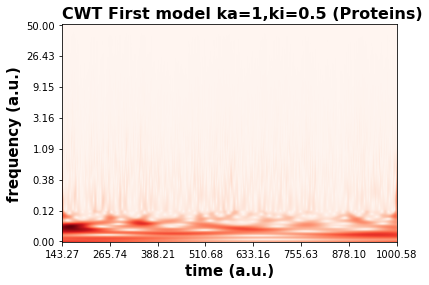 CWT First model ka=1,ki=0.5 (Proteins)
50.00
26.43
9.15
3.16
1.09
0.38
0.12
0.00
frequency (a.u.)
143.27 265.74 388.21 510.68 633.16 755.63 878.10 1000.58
time (a.u.)